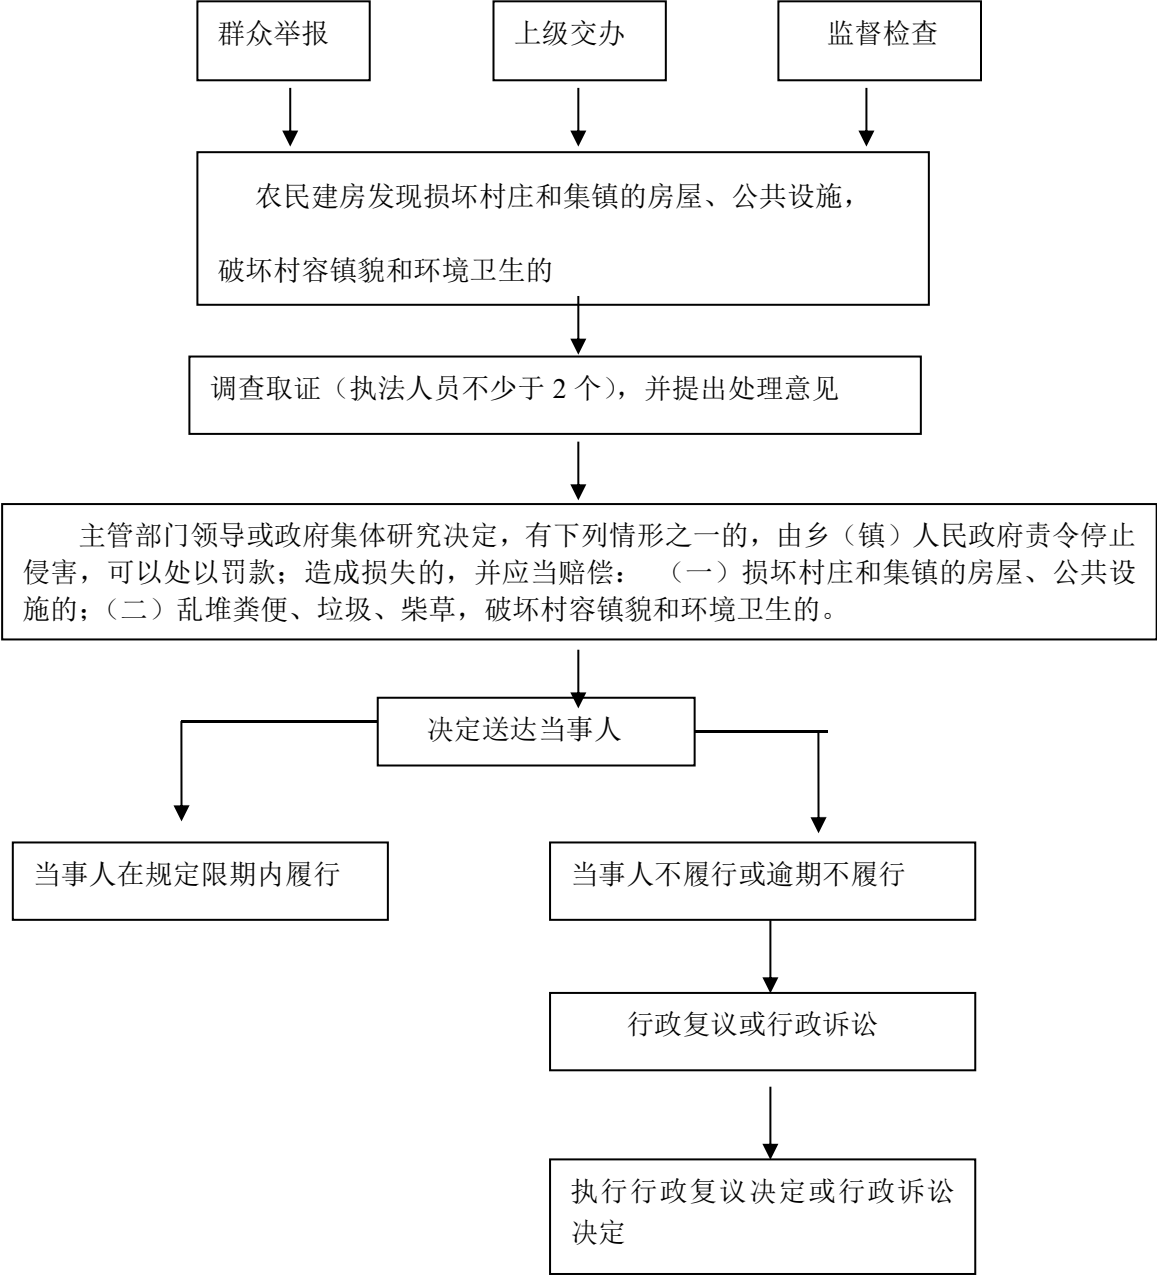 群众举报
上级交办
监督检查
农民建房发现损坏村庄和集镇的房屋、公共设施，
破坏村容镇貌和环境卫生的
调查取证（执法人员不少于 2 个），并提出处理意见
主管部门领导或政府集体研究决定，有下列情形之一的，由乡（镇）人民政府责令停止
侵害，可以处以罚款；造成损失的，并应当赔偿： （一）损坏村庄和集镇的房屋、公共设
施的；（二）乱堆粪便、垃圾、柴草，破坏村容镇貌和环境卫生的。
决定送达当事人
当事人在规定限期内履行
当事人不履行或逾期不履行
行政复议或行政诉讼
执行行政复议决定或行政诉讼
决定